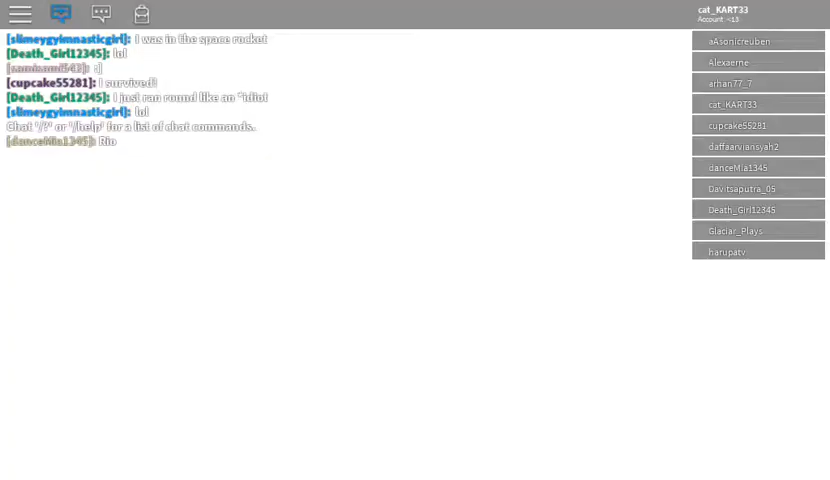 cat_KART33
Account: <13
[slimeygyimnasticgirl]: I was in the space rocket
[Death_Girl12345]: lol
:]
[cupcake55281]: I survived!
[Death_Girl12345]: I just ran round like an "idiot
[slimeygyimnasticgirl]: lol
Chat '/?' or '/help' for a list of chat commands.
[danceMia1345]: Rio
aAsonicreuben
Alexaerne
arhan77_7
cat_KART33
cupcake55281
daffaarviansyah2
danceMia1345
Davitsaputra_05
Death_Girl12345
Glaciar_Plays
harupatv